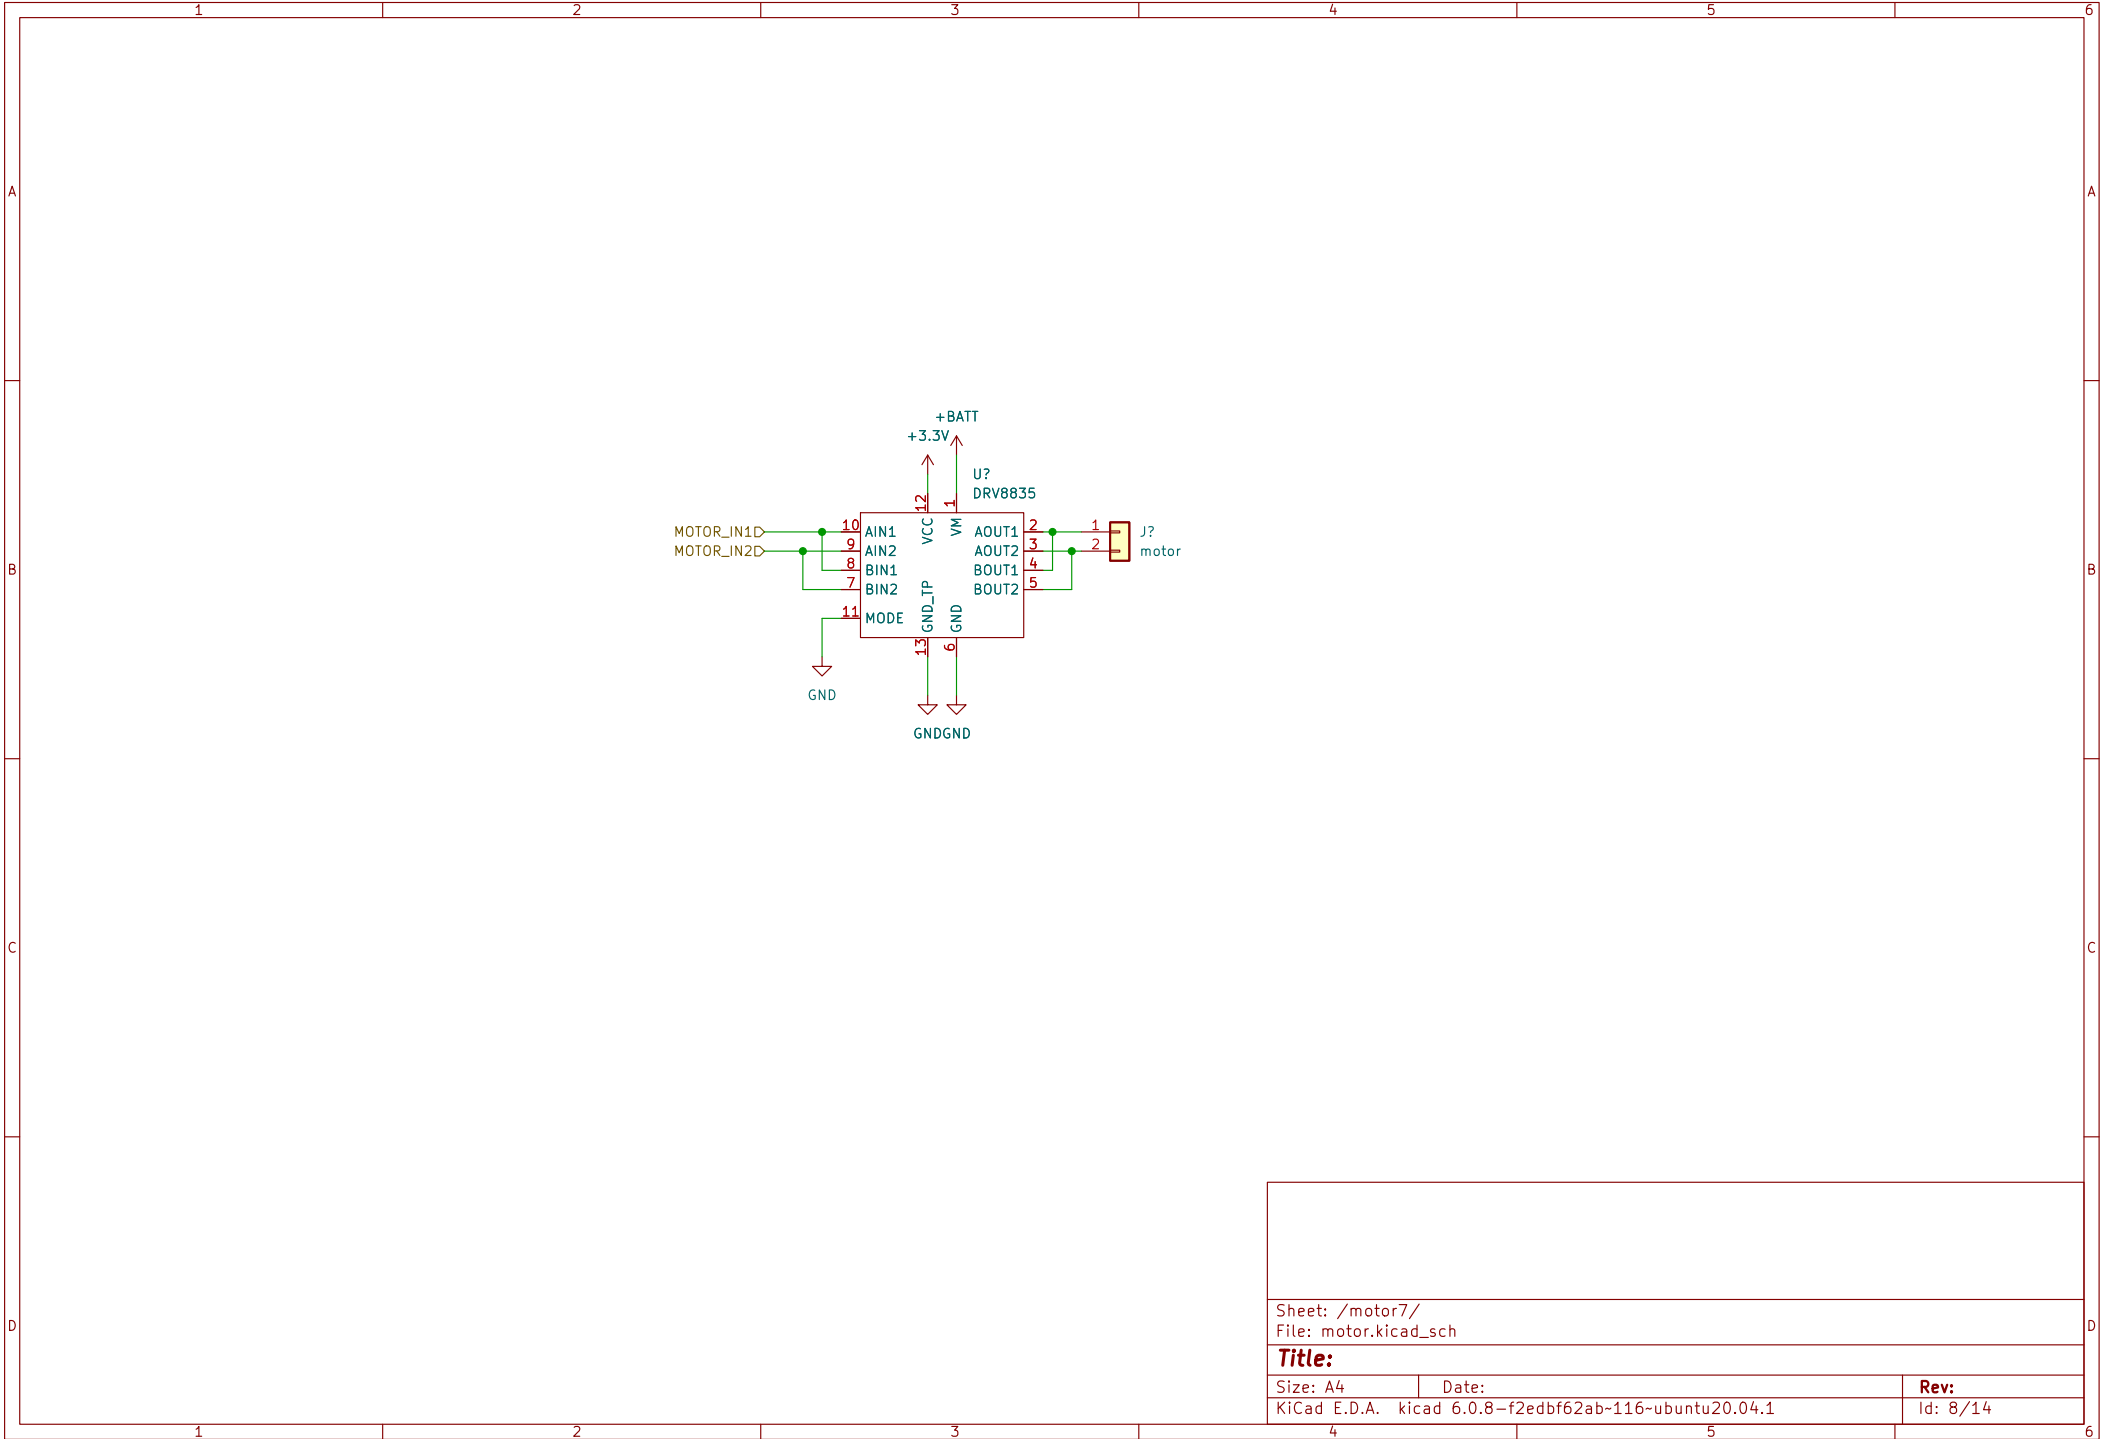 1 2 3 4 5 6
A A
+BATT
+3.3V
U?
DRV8835
12 1
VCC VM
MOTOR_IN1 10 AIN1 AOUT1 2 1 J?
MOTOR_IN2 9 AIN2 AOUT2 3 2 motor
B 8 BIN1 BOUT1 4 B
7 BIN2 BOUT2 5
11 MODE GND_TP GND
13 6
GND
GND GND
C C
Sheet: /motor7/
D File: motor.kicad_sch D
Title:
Size: A4 Date: Rev:
KiCad E.D.A. kicad 6.0.8-f2edbf62ab~116~ubuntu20.04.1 Id: 8/14
1 2 3 4 5 6